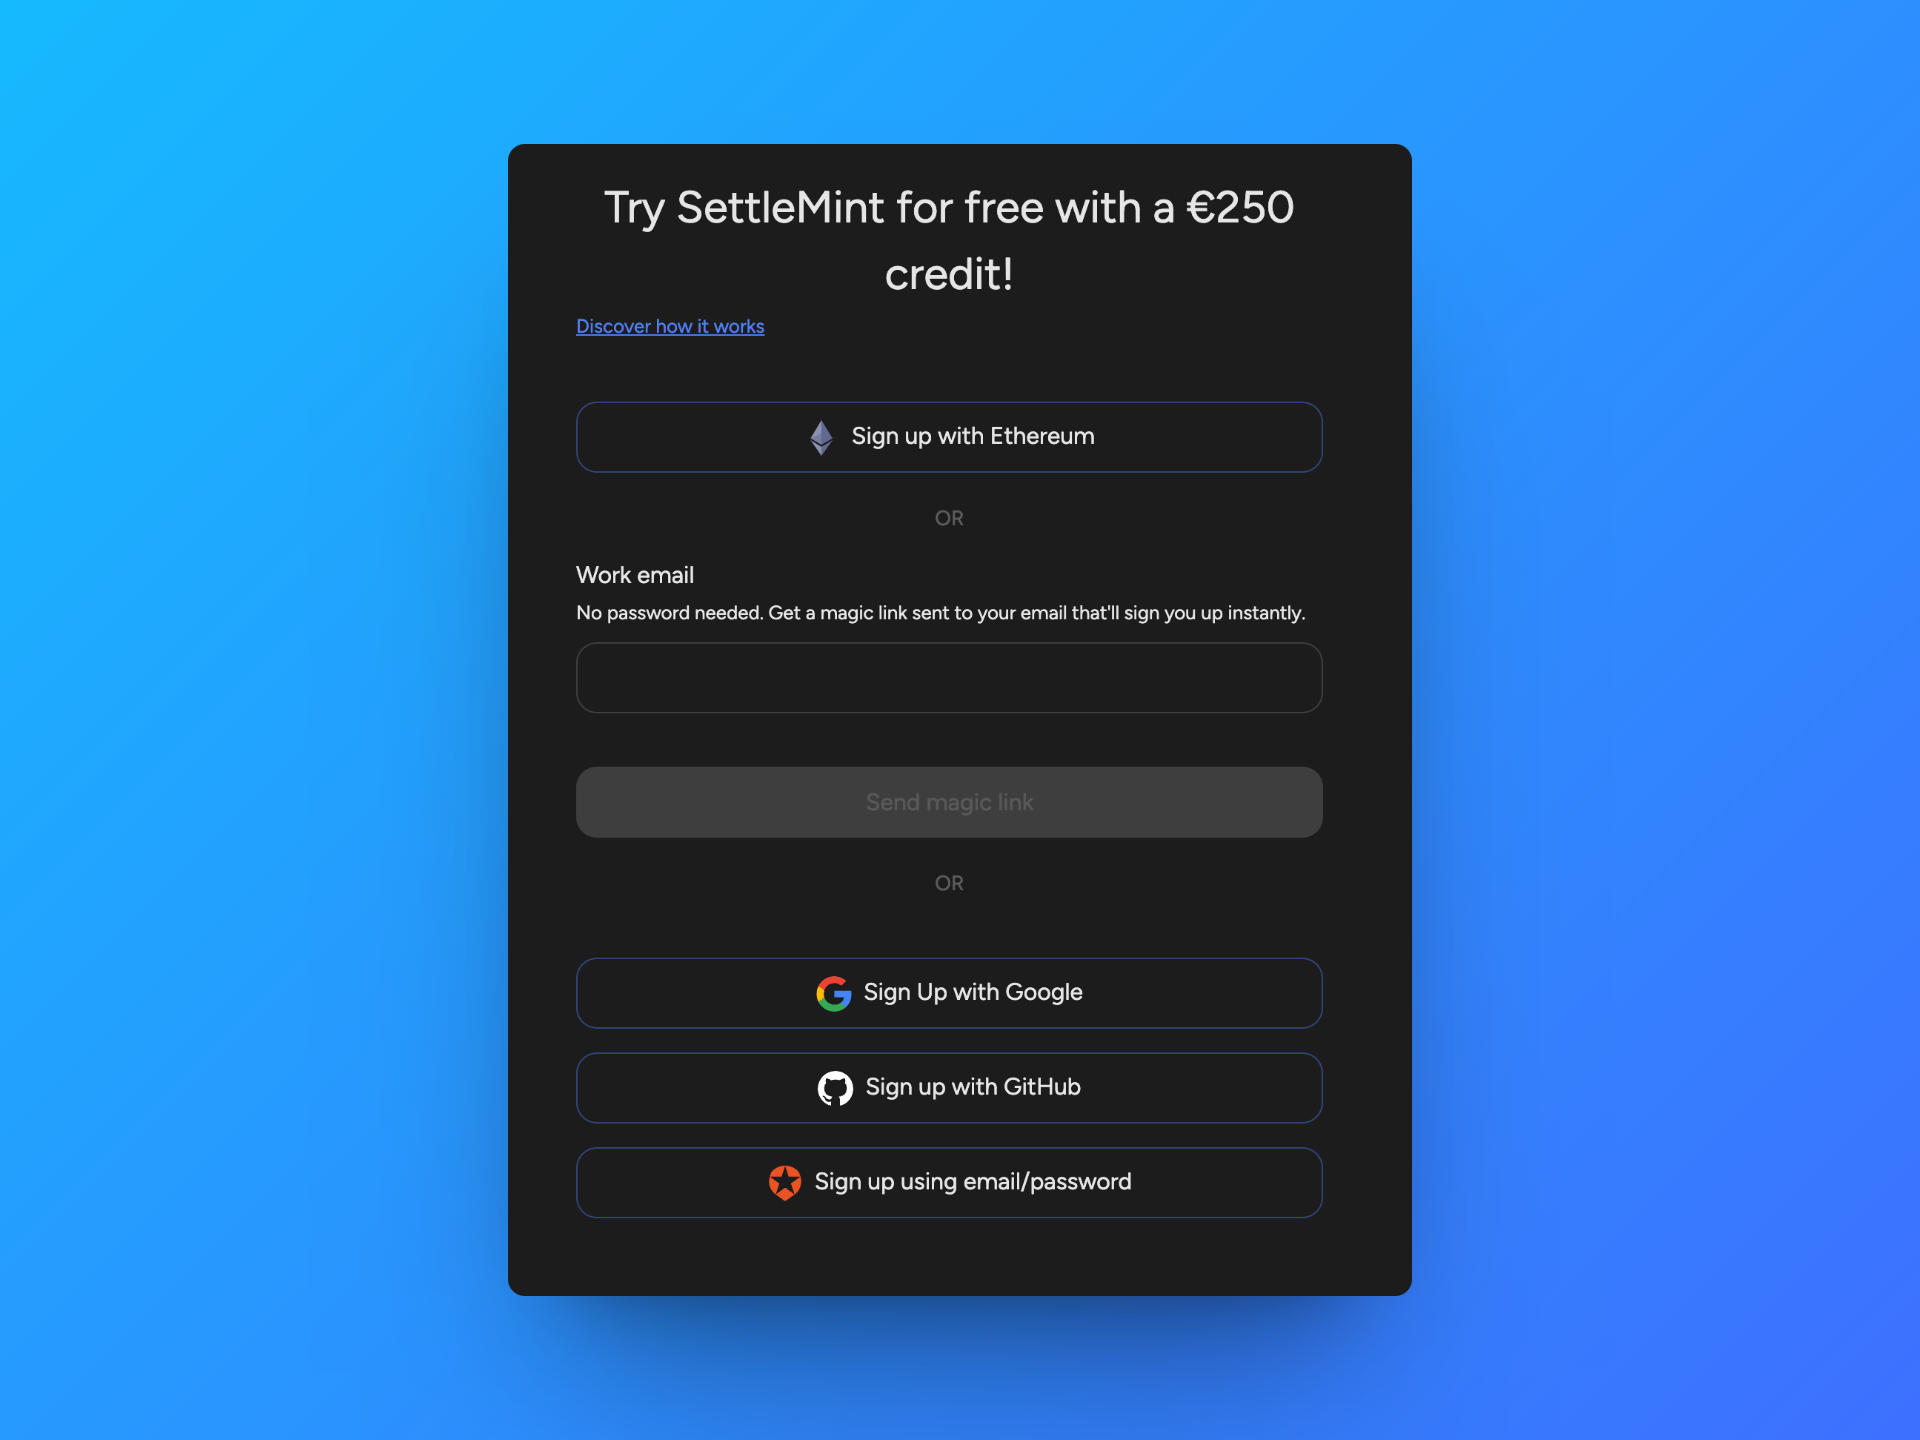 Try SettleMint for free with a €250
credit!
Discover how it works
Sign up with Ethereum
OR
Work email
No password needed. Get a magic link sent to your email that'll sign you up instantly.
Send magic link
OR
Sign Up with Google
Sign up with GitHub
Sign up using email/password